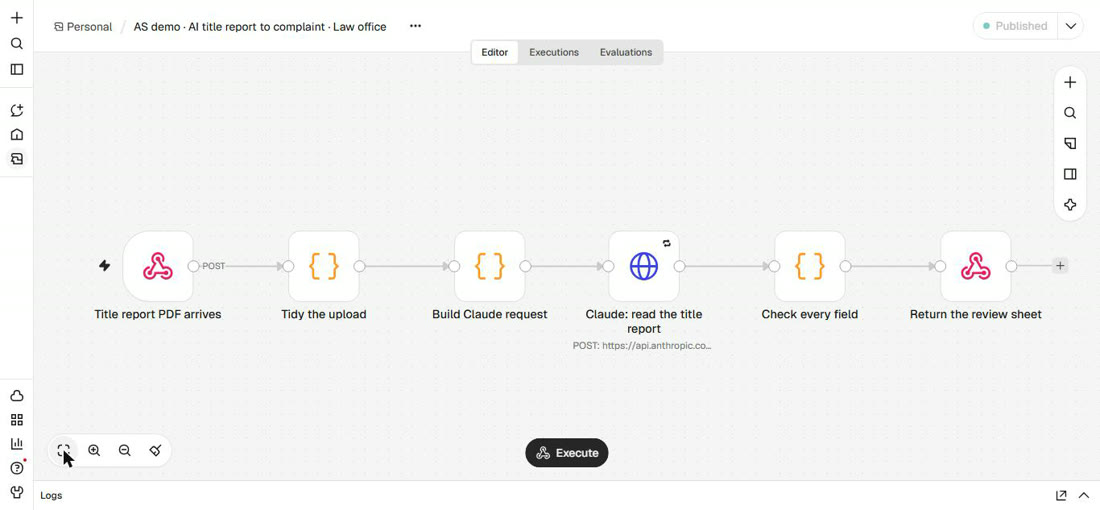 Personal / AS demo · AI title report to complaint · Law office
Published
Editor
Executions
Evaluations
POST
Title report PDF arrives
Tidy the upload
Build Claude request
Claude: read the title
report
POST: https://api.anthropic.co...
Check every field
Return the review sheet
Execute
Logs